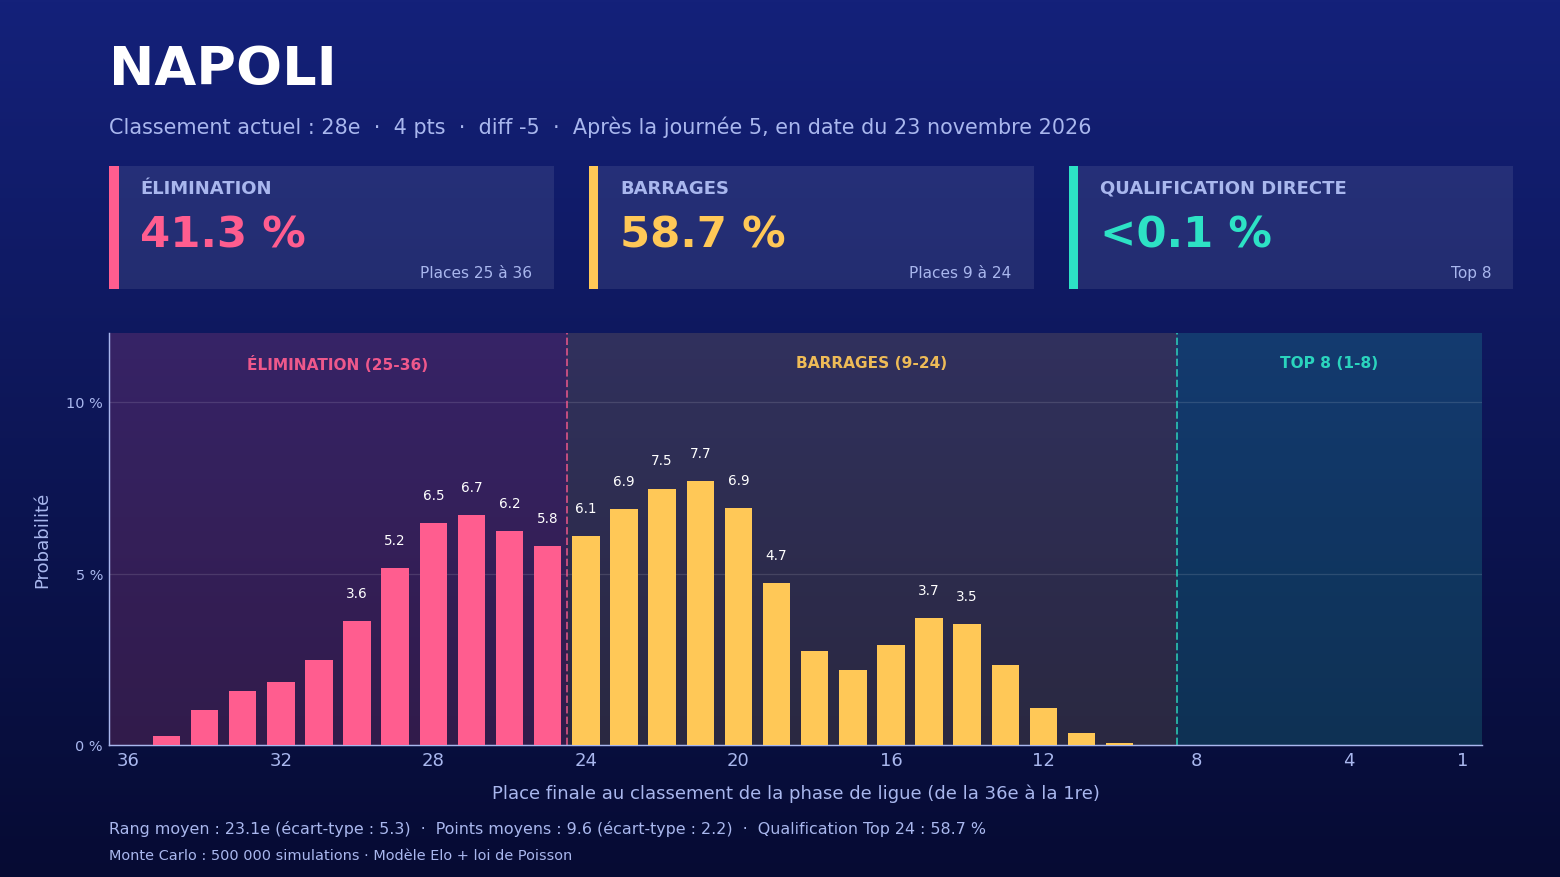 NAPOLI
Classement actuel : 28e · 4 pts · diff -5 · Après la journée 5, en date du 23 novembre 2026
ÉLIMINATION
41.3 %
Places 25 à 36
BARRAGES
58.7 %
Places 9 à 24
QUALIFICATION DIRECTE
<0.1 %
Top 8
ÉLIMINATION (25-36)
BARRAGES (9-24)
TOP 8 (1-8)
Probabilité
10 %
5 %
0 %
3.6
5.2
6.5
6.7
6.2
5.8
6.1
6.9
7.5
7.7
6.9
4.7
3.7
3.5
36 32 28 24 20 16 12 8 4 1
Place finale au classement de la phase de ligue (de la 36e à la 1re)
Rang moyen : 23.1e (écart-type : 5.3) · Points moyens : 9.6 (écart-type : 2.2) · Qualification Top 24 : 58.7 %
Monte Carlo : 500 000 simulations · Modèle Elo + loi de Poisson